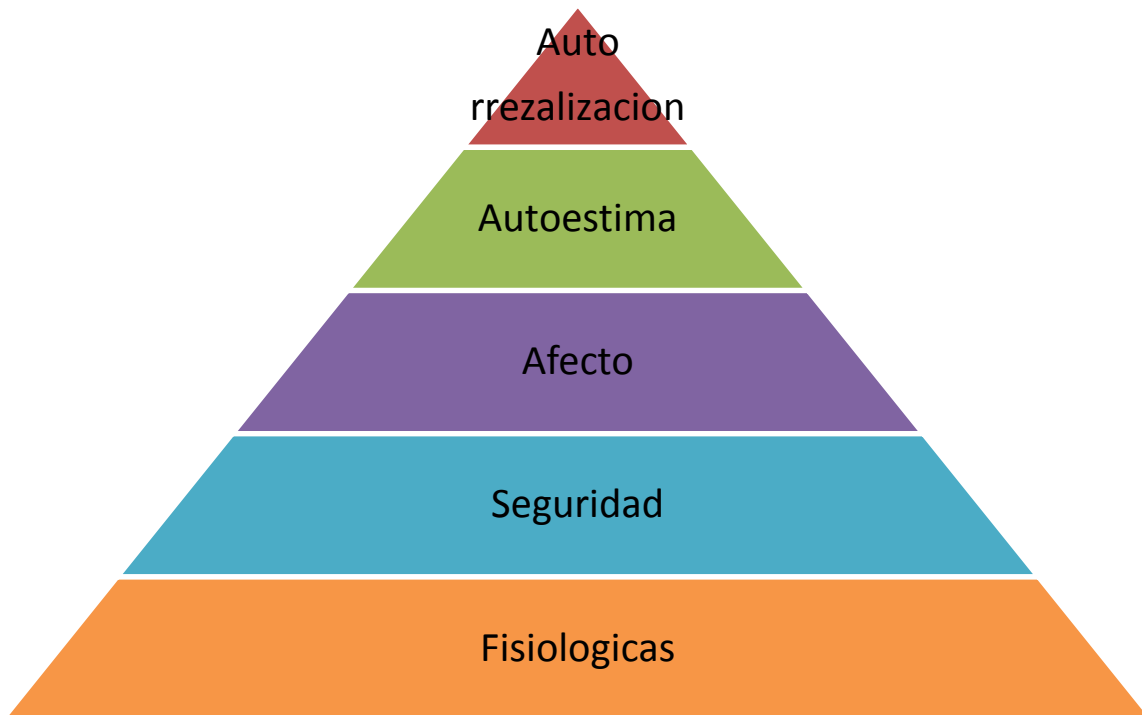 Auto
rrezalizacion
Autoestima
Afecto
Seguridad
Fisiologicas